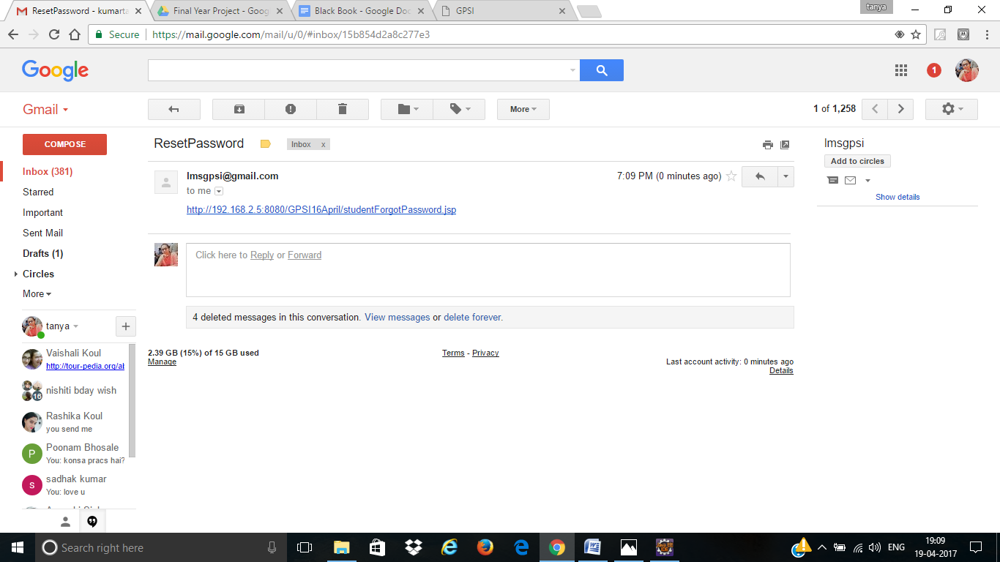 ResetPassword - kumarta
Final Year Project - Goog
Black Book - Google Doc
GPSI
tanya
Secure
https://mail.google.com/mail/u/0/#inbox/15b854d2a8c277e3
Google
1
Gmail
More
1 of 1,258
COMPOSE
Inbox (381)
Starred
Important
Sent Mail
Drafts (1)
Circles
More
ResetPassword
Inbox x
lmsgpsi@gmail.com
7:09 PM (0 minutes ago)
to me
http://192.168.2.5:8080/GPSI16April/studentForgotPassword.jsp
Click here to Reply or Forward
4 deleted messages in this conversation. View messages or delete forever.
lmsgpsi
Add to circles
Show details
2.39 GB (15%) of 15 GB used
Manage
Terms - Privacy
Last account activity: 0 minutes ago
Details
tanya
Vaishali Koul
http://tour-pedia.org/al
16
nishiti bday wish
Rashika Koul
you send me
P
Poonam Bhosale
You: konsa pracs hai?
s
sadhak kumar
You: love u
Search right here
ENG
19:09
19-04-2017